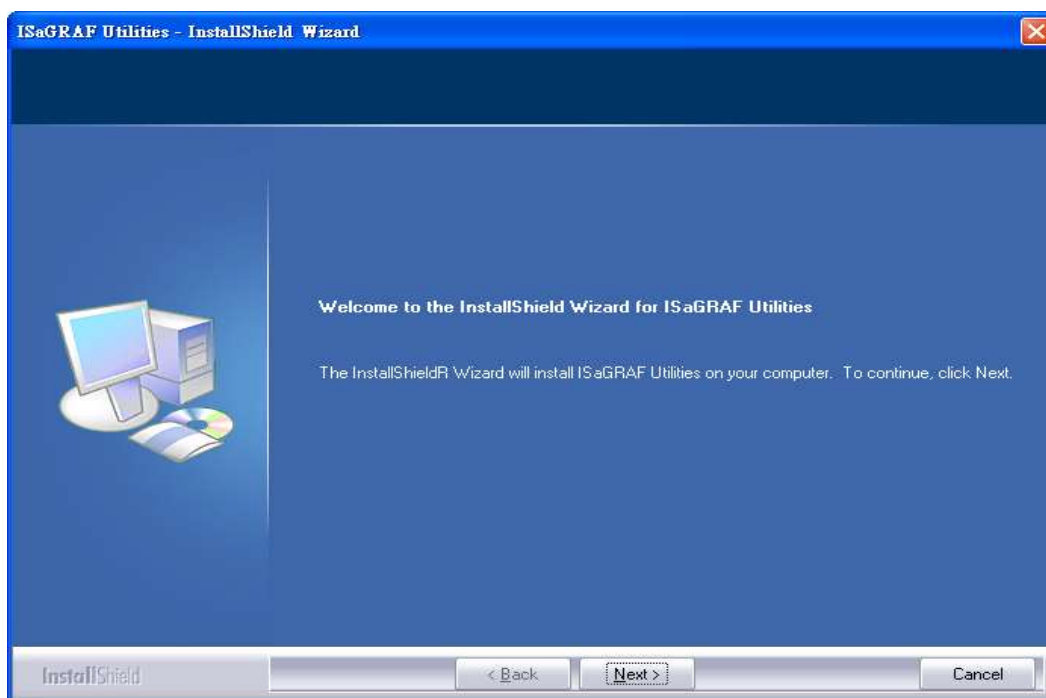 ISaGRAF Utilities - InstallShield Wizard
Welcome to the InstallShield Wizard for ISaGRAF Utilities
The InstallShieldR Wizard will install ISaGRAF Utilities on your computer. To continue, click Next.
InstallShield
< Back
Next >
Cancel